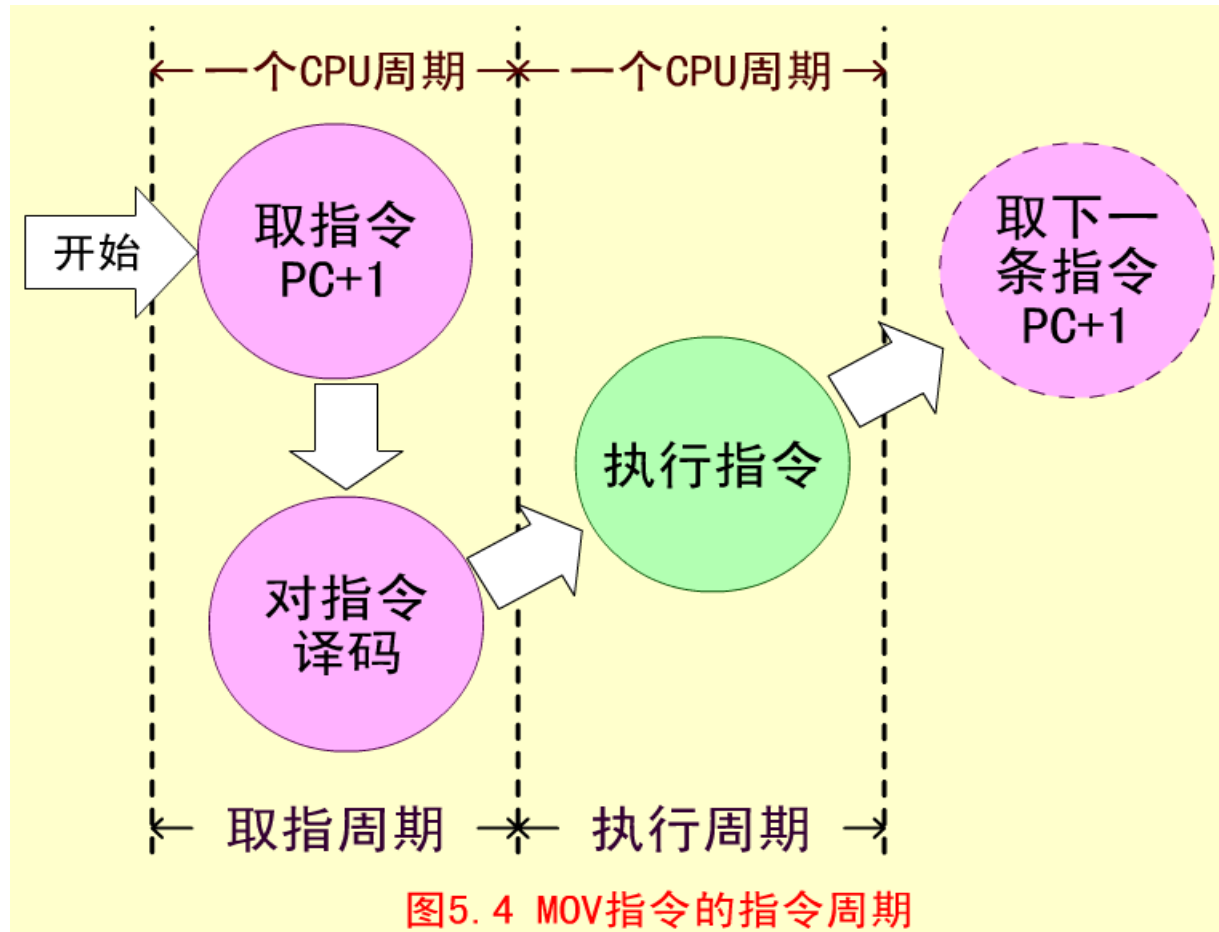 一个CPU周期
一个CPU周期
开始
取指令
PC+1
对指令
译码
执行指令
取下一
条指令
PC+1
取指周期
执行周期
图5.4 MOV指令的指令周期